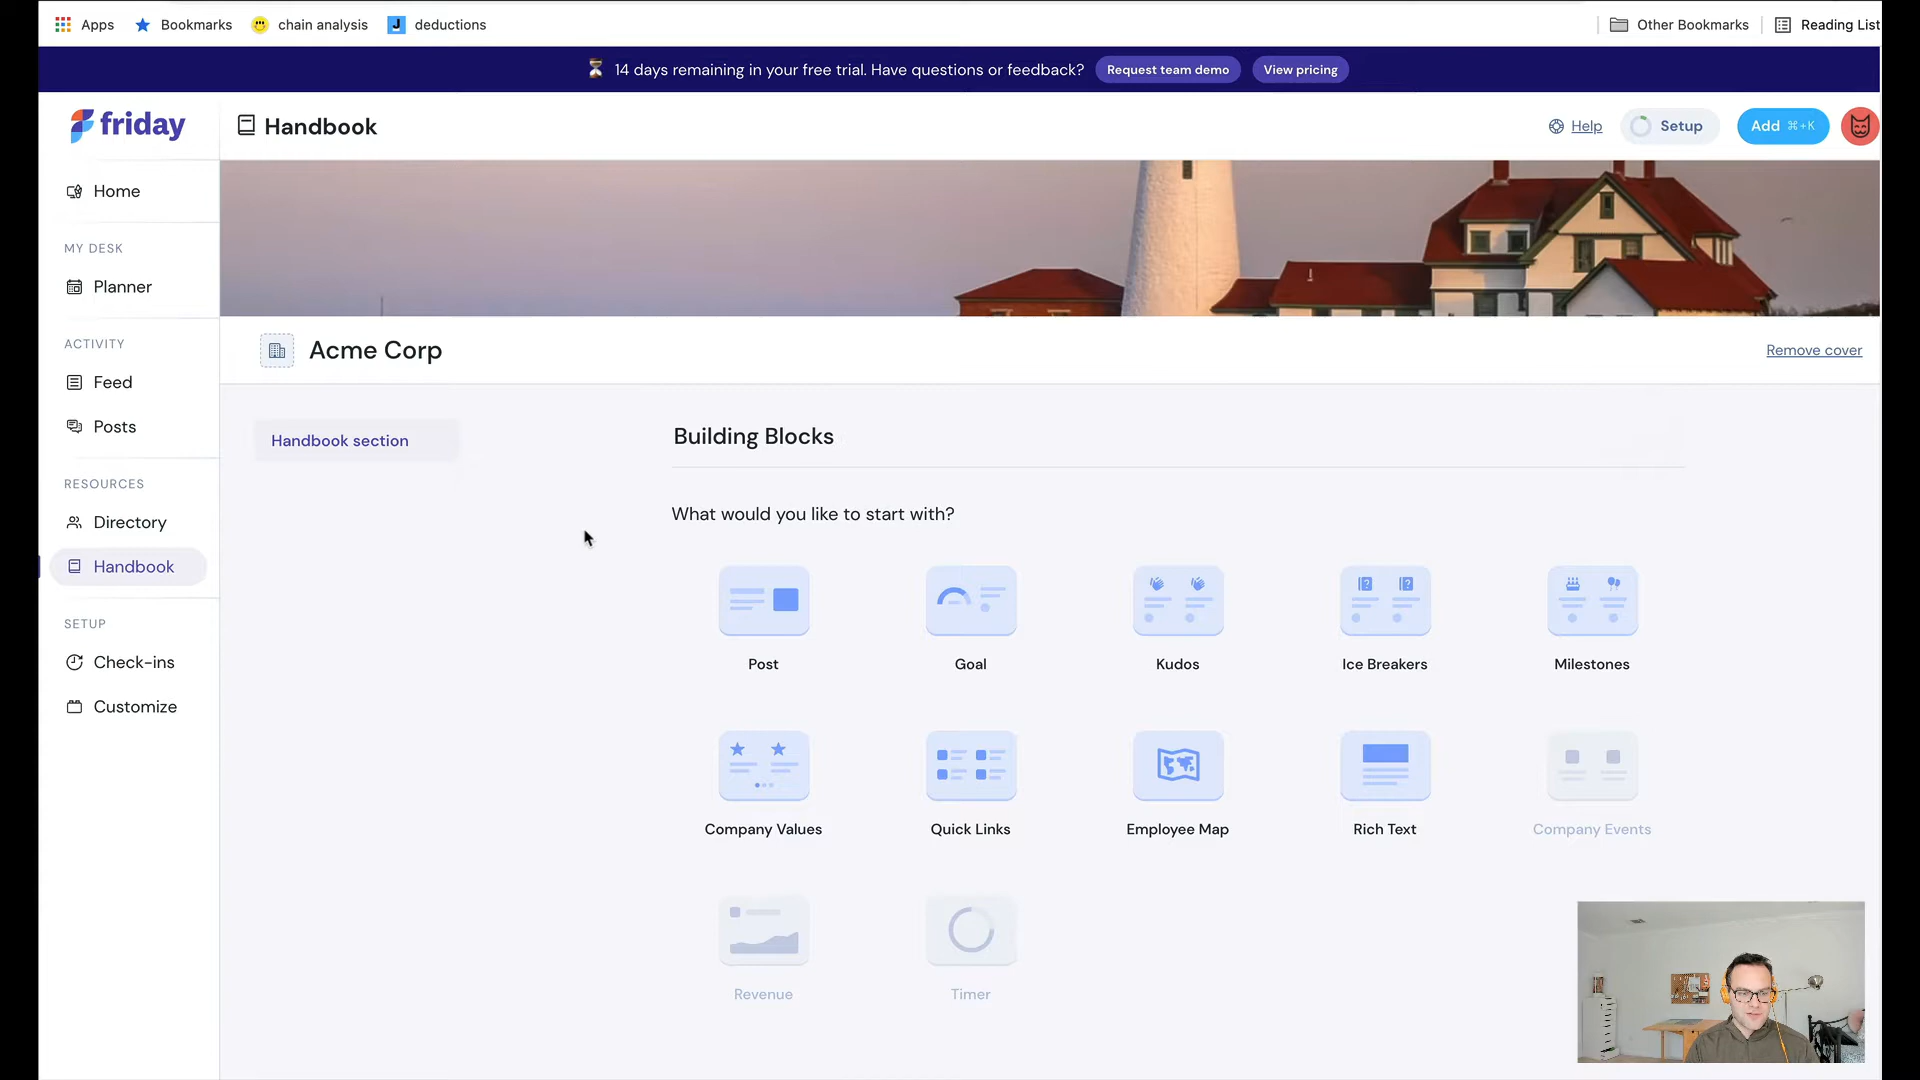 Apps Bookmarks chain analysis J deductions Other Bookmarks Reading List
14 days remaining in your free trial. Have questions or feedback? Request team demo View pricing
friday Handbook Help Setup Add ⌘+K
Home
MY DESK
Planner
ACTIVITY
Feed
Posts
RESOURCES
Directory
Handbook
SETUP
Check-ins
Customize
Acme Corp Remove cover
Handbook section
Building Blocks
What would you like to start with?
Post Goal Kudos Ice Breakers Milestones
Company Values Quick Links Employee Map Rich Text Company Events
Revenue Timer